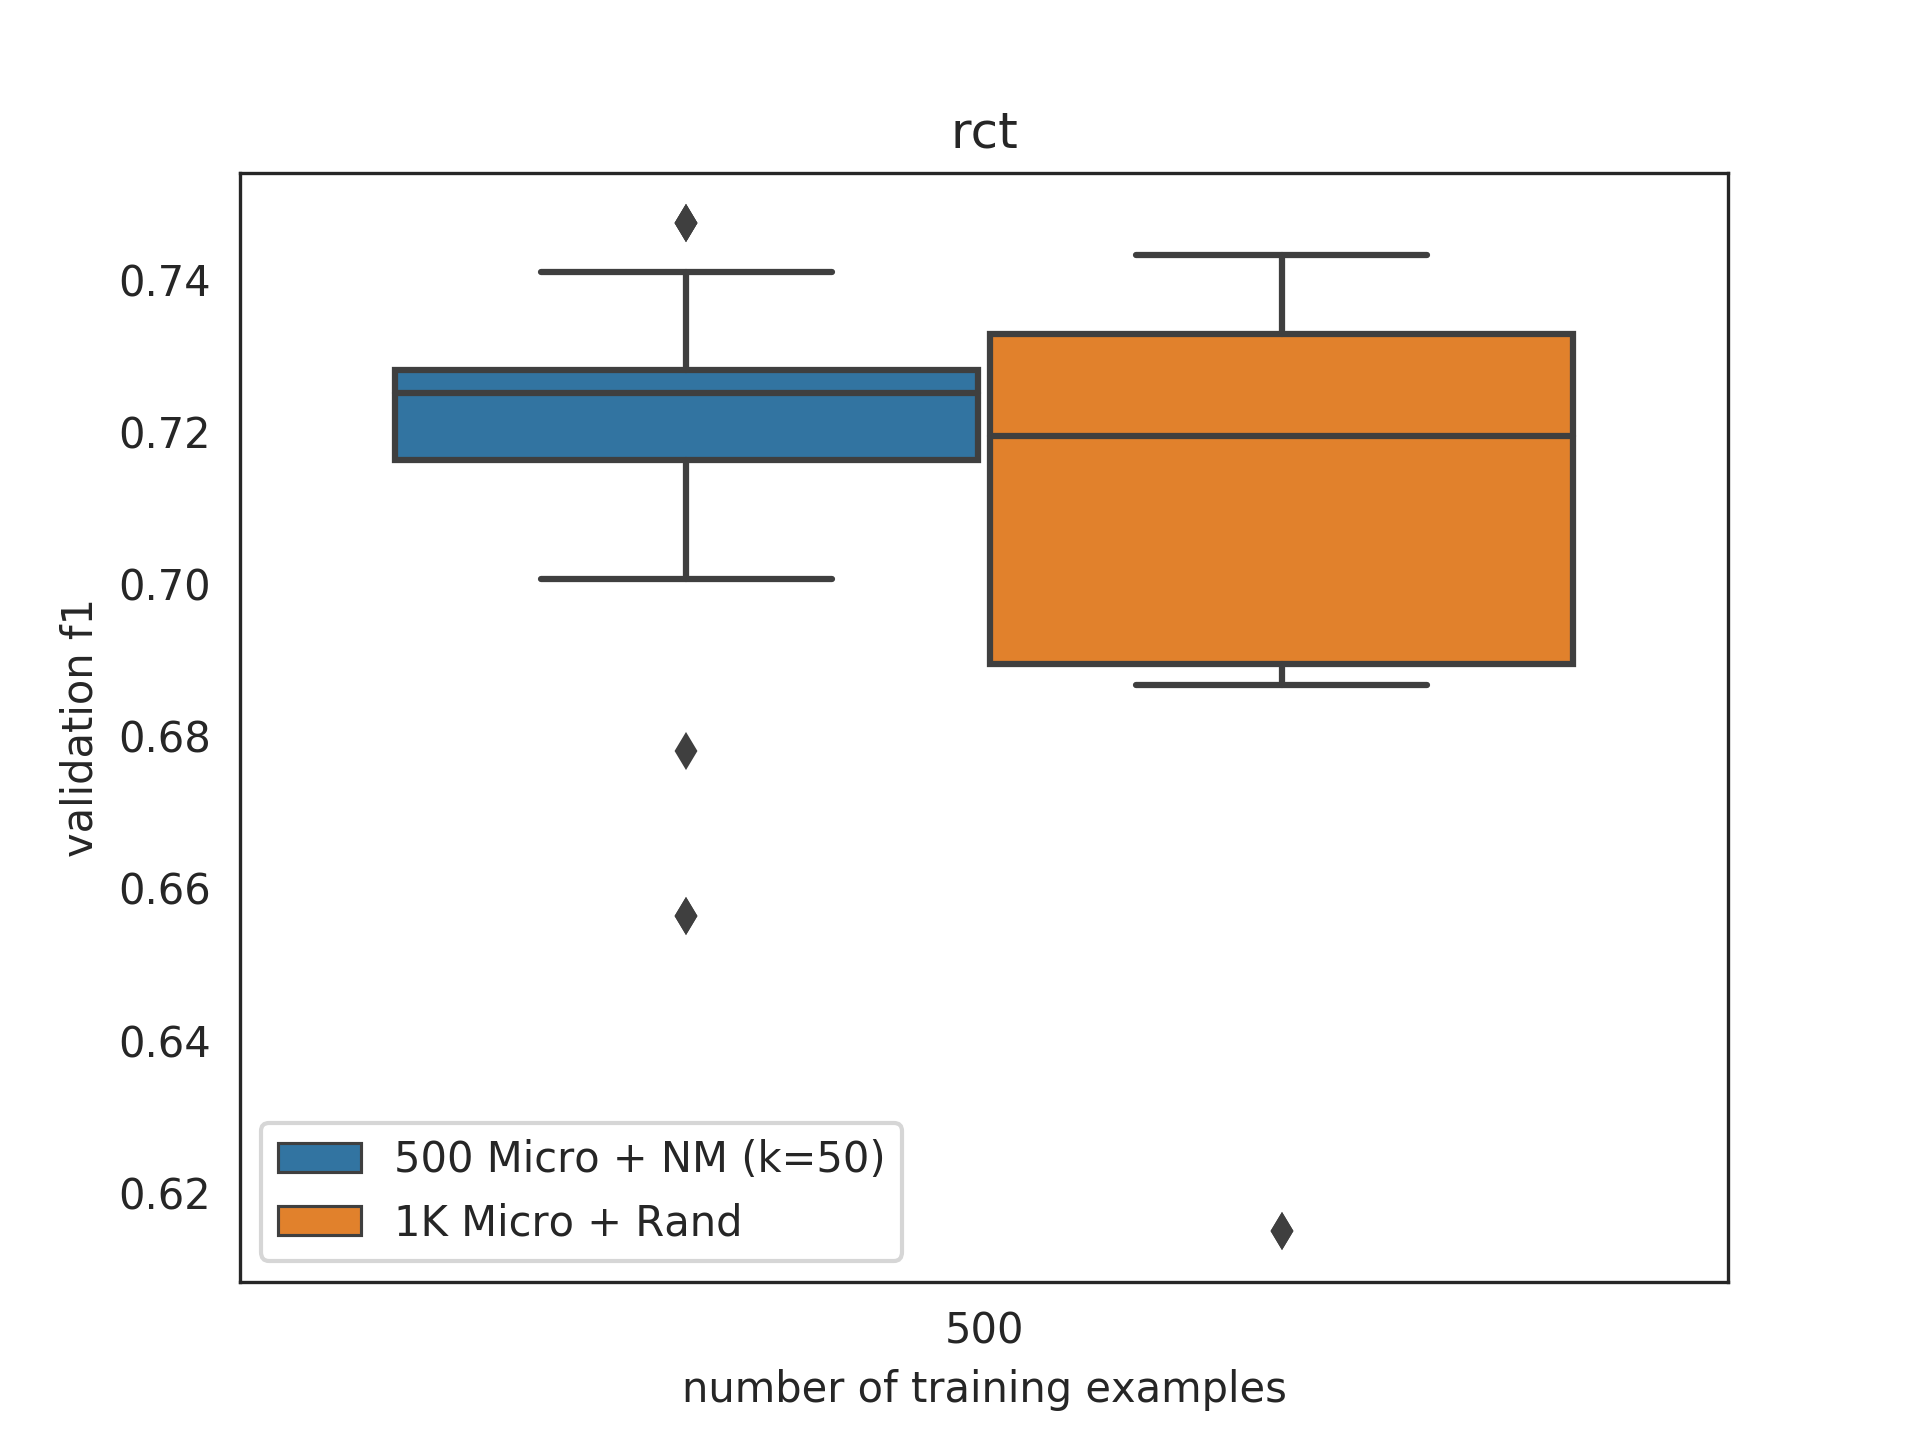 rct
validation f1
0.74
0.72
0.70
0.68
0.66
0.64
0.62
500 Micro + NM (k=50)
1K Micro + Rand
500
number of training examples